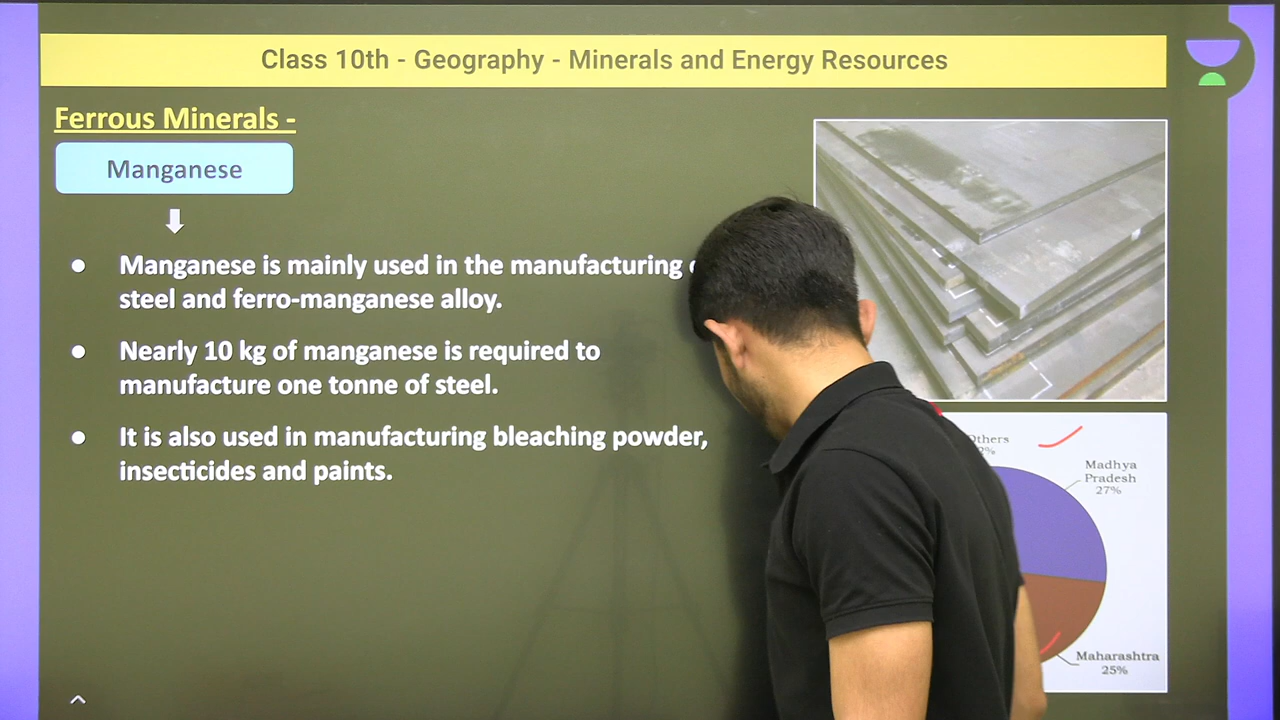 Class 10th - Geography - Minerals and Energy Resources
Ferrous Minerals -
Manganese
Manganese is mainly used in the manufacturing
steel and ferro-manganese alloy.
Nearly 10 kg of manganese is required to
manufacture one tonne of steel.
It is also used in manufacturing bleaching powder,
insecticides and paints.
Others
2%
Madhya
Pradesh
27%
Maharashtra
25%